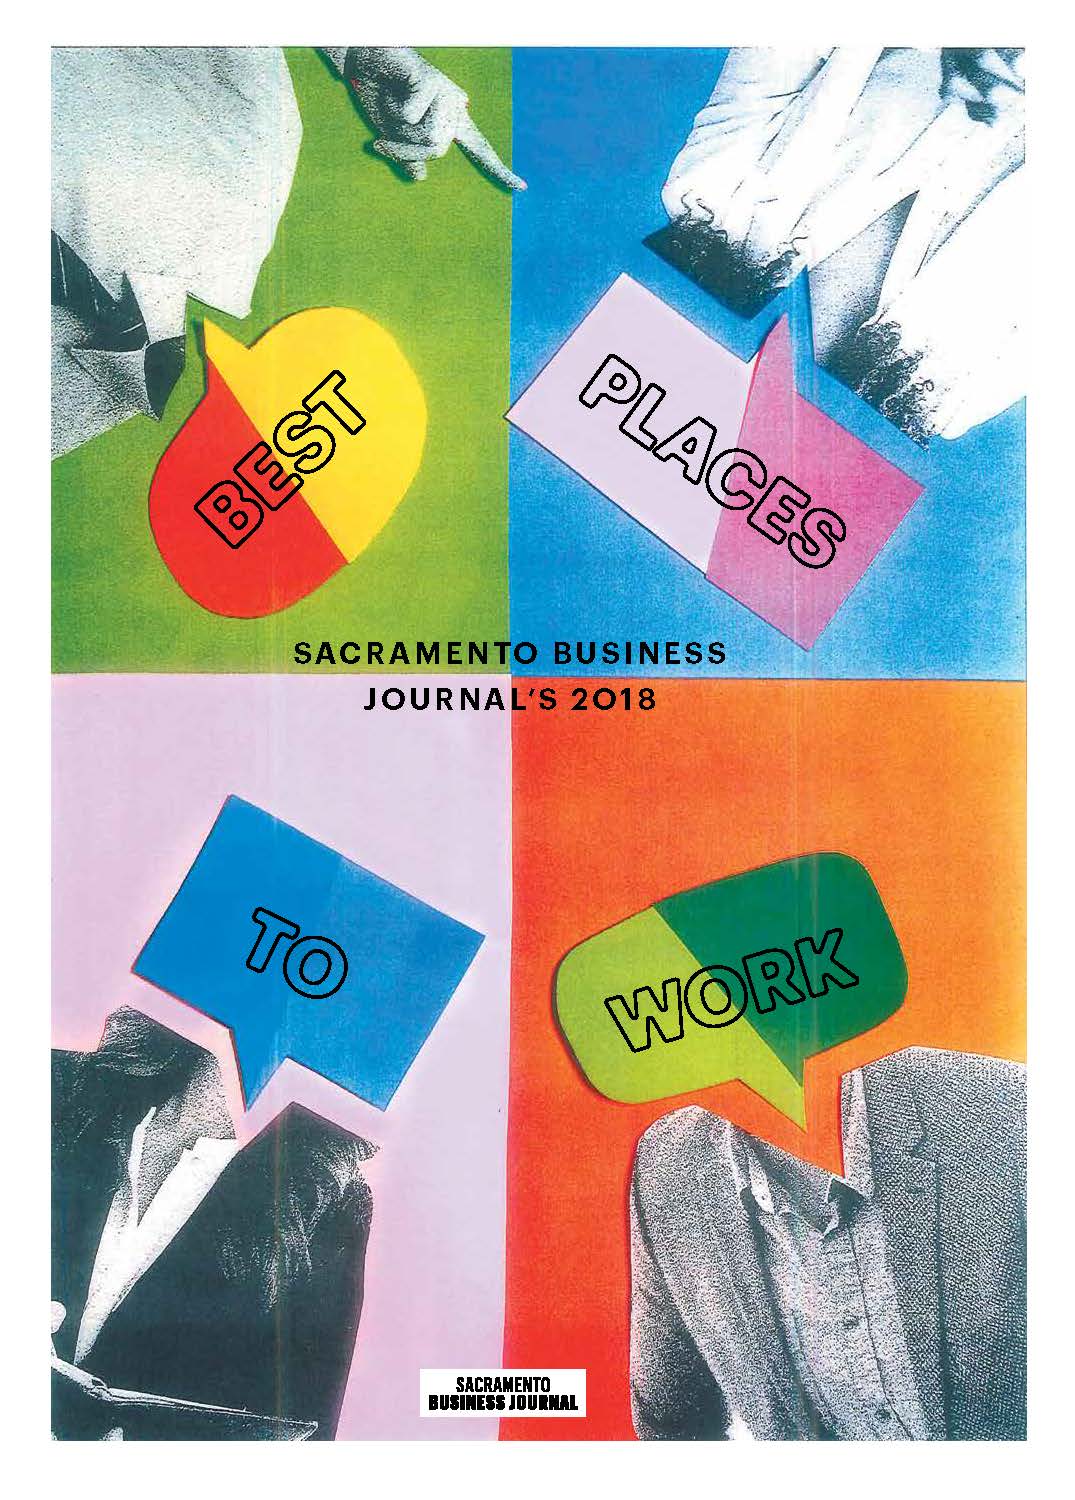 BEST
PLACES
SACRAMENTO BUSINESS
JOURNAL'S 2018
TO
WORK
SACRAMENTO
BUSINESS JOURNAL